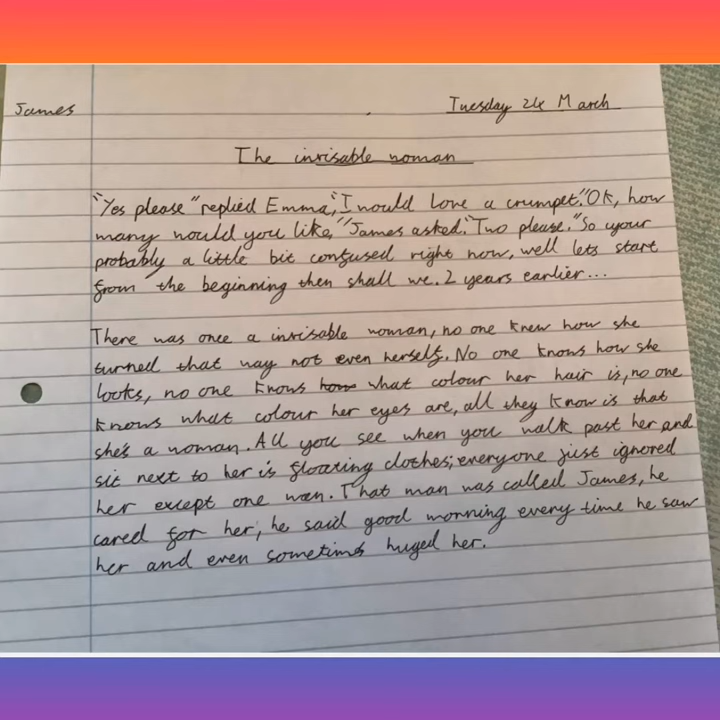 James
Tuesday 24 March
The invisable woman
"Yes please" replied Emma, "I would love a crumpet." "OK, how
many would you like," James asked. "Two please." So your
probably a little bit confused right now, well lets start
from the beginning then shall we. 2 years earlier...
There was once a invisable woman, no one knew how she
turned that way not even herself. No one knows how she
looks, no one knows how what colour her hair is, no one
knows what colour her eyes are, all they know is that
she's a woman. All you see when you walk past her and
sit next to her is floating clothes; everyone just ignored
her except one man. That man was called James, he
cared for her, he said good morning every time he saw
her and even sometimes huged her.